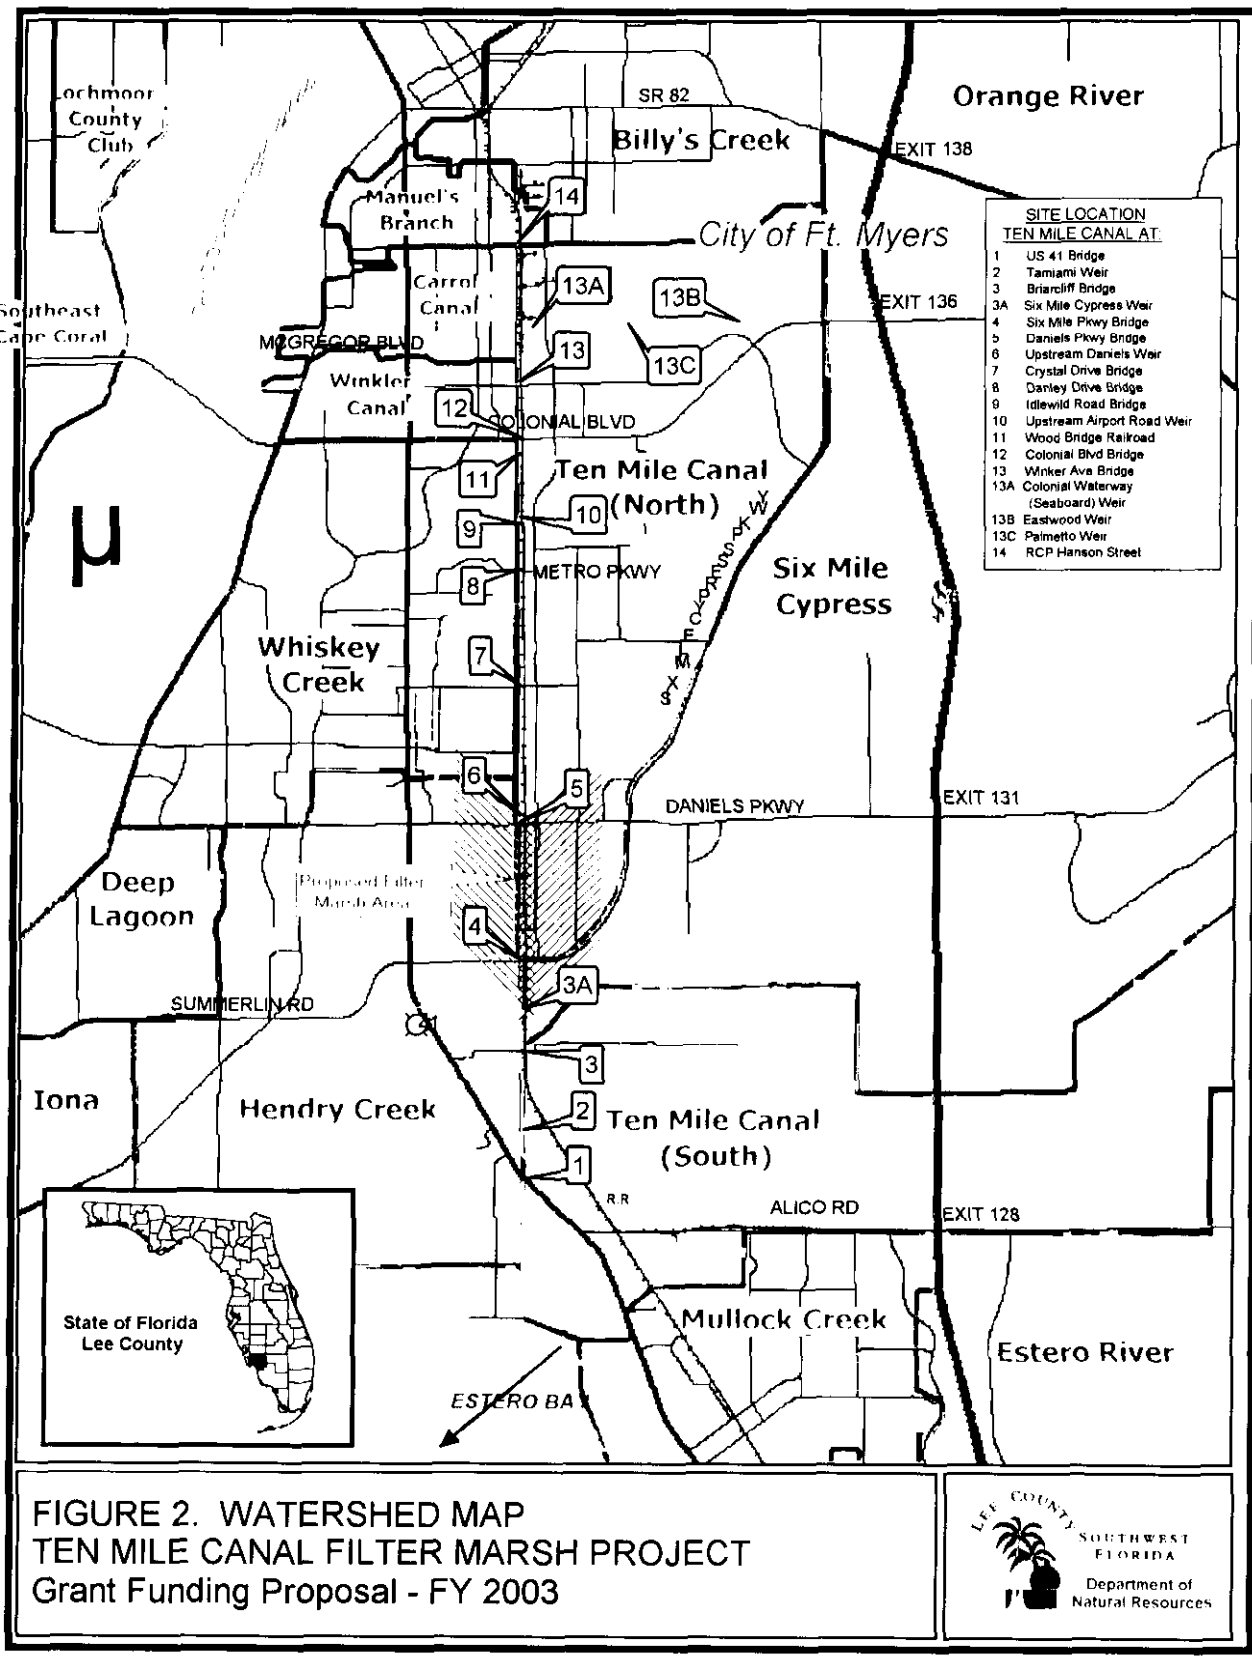 Lochmoor
County
Club
SR 82
Orange River
Billy's Creek
EXIT 138
Manuel's
Branch
14
City of Ft. Myers
SITE LOCATION
TEN MILE CANAL AT:
1 US 41 Bridge
2 Tamiami Weir
3 Briarcliff Bridge
3A Six Mile Cypress Weir
4 Six Mile Pkwy Bridge
5 Daniels Pkwy Bridge
6 Upstream Daniels Weir
7 Crystal Drive Bridge
8 Danley Drive Bridge
9 Idlewild Road Bridge
10 Upstream Airport Road Weir
11 Wood Bridge Railroad
12 Colonial Blvd Bridge
13 Winker Ave Bridge
13A Colonial Waterway
(Seaboard) Weir
13B Eastwood Weir
13C Palmetto Weir
14 RCP Hanson Street
Carrol
Canal
13A
13B
EXIT 136
Southeast
Cape Coral
MCGREGOR BLVD
13
13C
Winkler
Canal
12
COLONIAL BLVD
11
Ten Mile Canal
(North)
10
9
SIX MILE CYPRESS PKWY
µ
METRO PKWY
8
Six Mile
Cypress
Whiskey
Creek
7
6
5
DANIELS PKWY
EXIT 131
Deep
Lagoon
Proposed Filter
Marsh Area
4
3A
SUMMERLIN RD
3
Iona
Hendry Creek
2
Ten Mile Canal
(South)
1
R.R
ALICO RD
EXIT 128
State of Florida
Lee County
Mullock Creek
Estero River
ESTERO BAY
FIGURE 2. WATERSHED MAP
TEN MILE CANAL FILTER MARSH PROJECT
Grant Funding Proposal - FY 2003
LEE COUNTY
SOUTHWEST
FLORIDA
Department of
Natural Resources